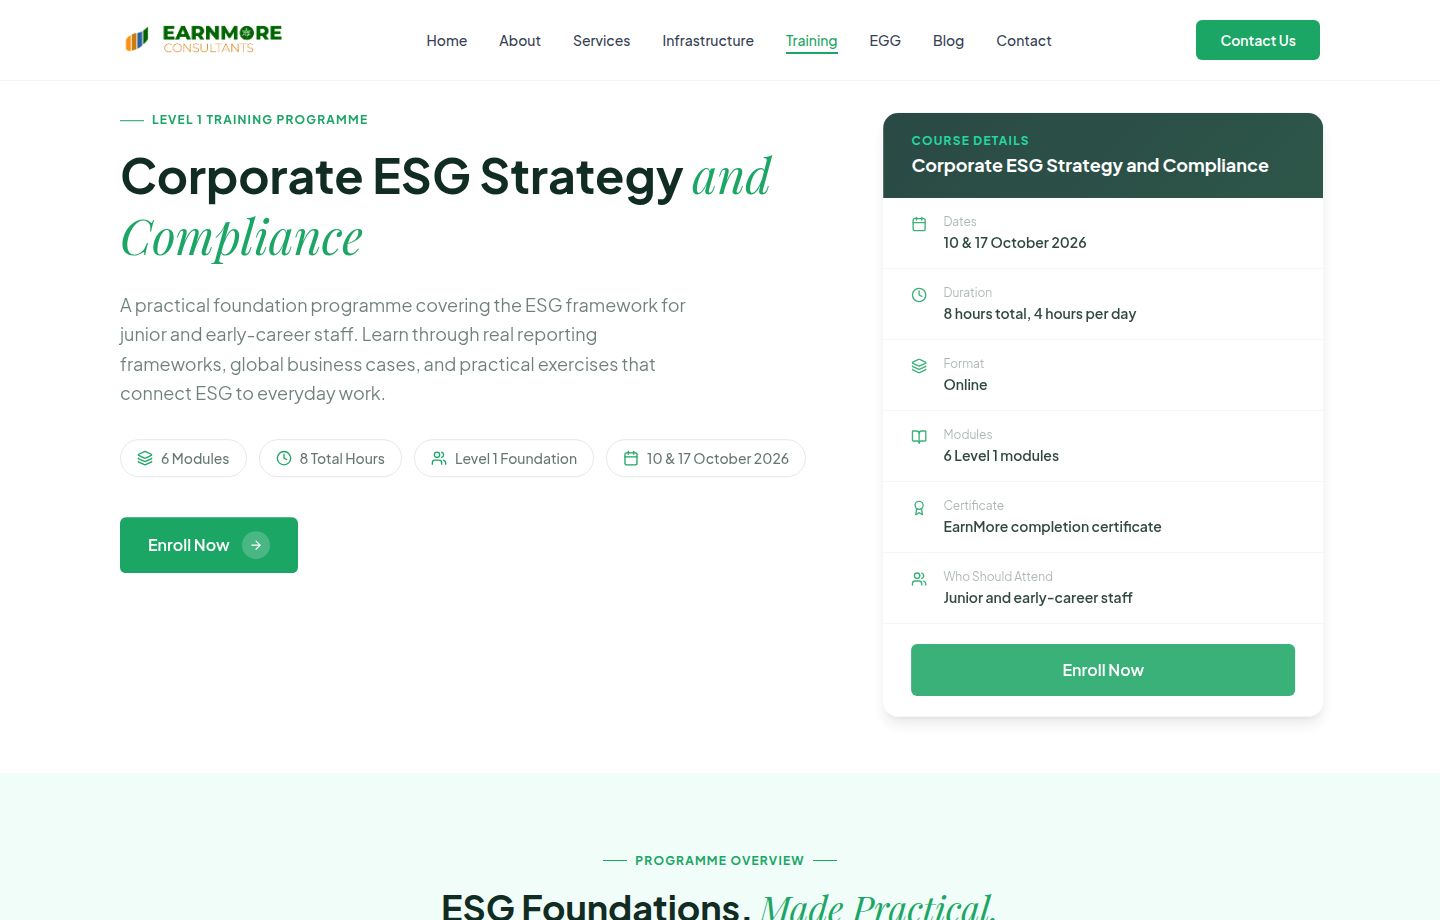 EARNMORE
CONSULTANTS
Home
About
Services
Infrastructure
Training
EGG
Blog
Contact
Contact Us
LEVEL 1 TRAINING PROGRAMME
Corporate ESG Strategy and
Compliance
A practical foundation programme covering the ESG framework for
junior and early-career staff. Learn through real reporting
frameworks, global business cases, and practical exercises that
connect ESG to everyday work.
6 Modules
8 Total Hours
Level 1 Foundation
10 & 17 October 2026
Enroll Now
COURSE DETAILS
Corporate ESG Strategy and Compliance
Dates
10 & 17 October 2026
Duration
8 hours total, 4 hours per day
Format
Online
Modules
6 Level 1 modules
Certificate
EarnMore completion certificate
Who Should Attend
Junior and early-career staff
Enroll Now
PROGRAMME OVERVIEW
ESG Foundations. Made Practical.